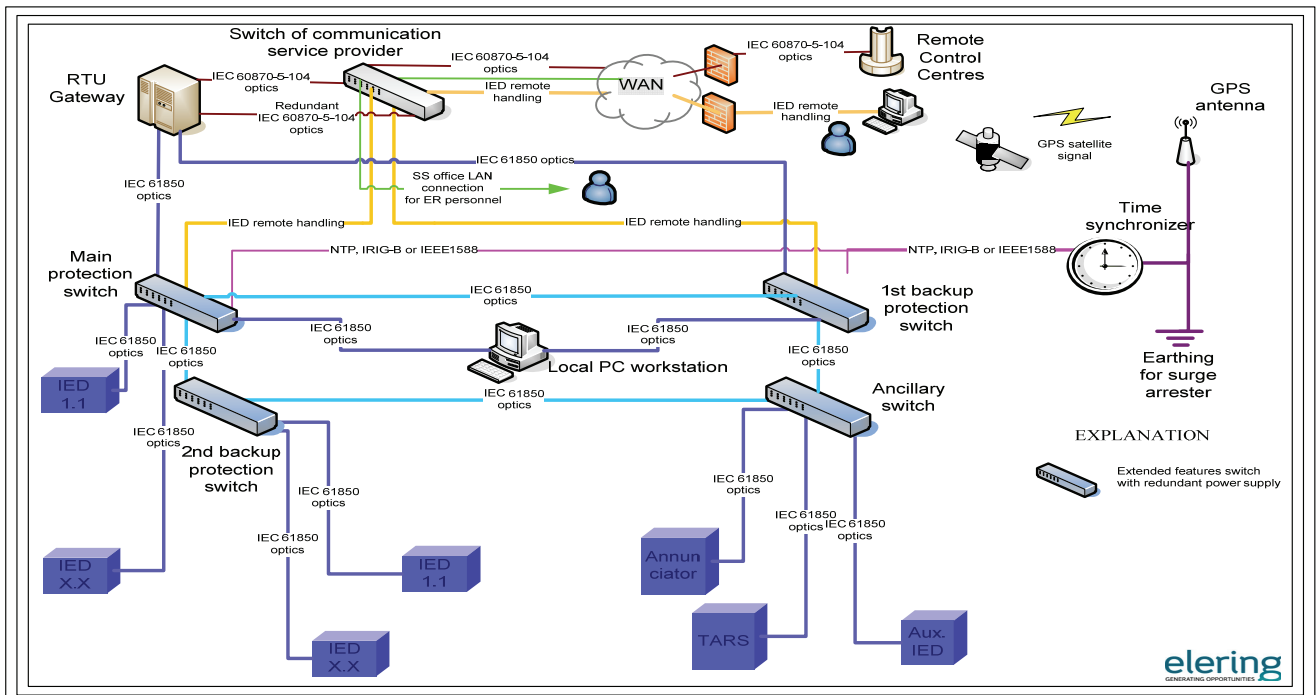 Switch of communication
service provider
RTU
Gateway
IEC 60870-5-104
optics
Redundant
IEC 60870-5-104
optics
IEC 60870-5-104
optics
IED remote
handling
WAN
IEC 60870-5-104
optics
Remote
Control
Centres
IED remote
handling
GPS
antenna
GPS satellite
signal
IEC 61850 optics
SS office LAN
connection
for ER personnel
IEC 61850
optics
IED remote handling
IED remote handling
NTP, IRIG-B or IEEE1588
NTP, IRIG-B or IEEE1588
Time
synchronizer
Main
protection
switch
IEC 61850
optics
1st backup
protection
switch
IEC 61850
optics
IEC 61850
optics
IEC 61850
optics
IEC 61850
optics
IEC 61850
optics
Local PC workstation
Earthing
for surge
arrester
IED
1.1
IEC 61850
optics
Ancillary
switch
IEC 61850
optics
2nd backup
protection
switch
EXPLANATION
Extended features switch
with redundant power supply
IEC 61850
optics
IEC 61850
optics
IEC 61850
optics
IEC 61850
optics
IEC 61850
optics
IED
X.X
IED
1.1
IED
X.X
Annun
ciator
TARS
Aux.
IED
elering
GENERATING OPPORTUNITIES